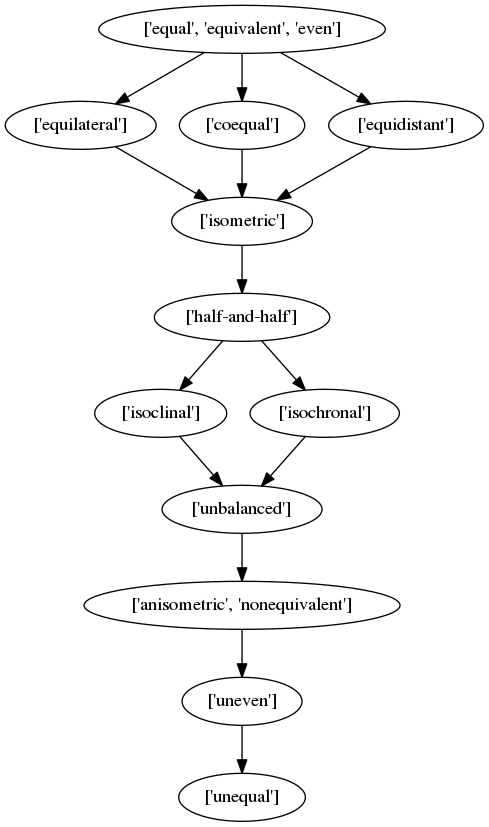 ['equal', 'equivalent', 'even']
['equilateral']
['coequal']
['equidistant']
['isometric']
['half-and-half']
['isoclinal']
['isochronal']
['unbalanced']
['anisometric', 'nonequivalent']
['uneven']
['unequal']